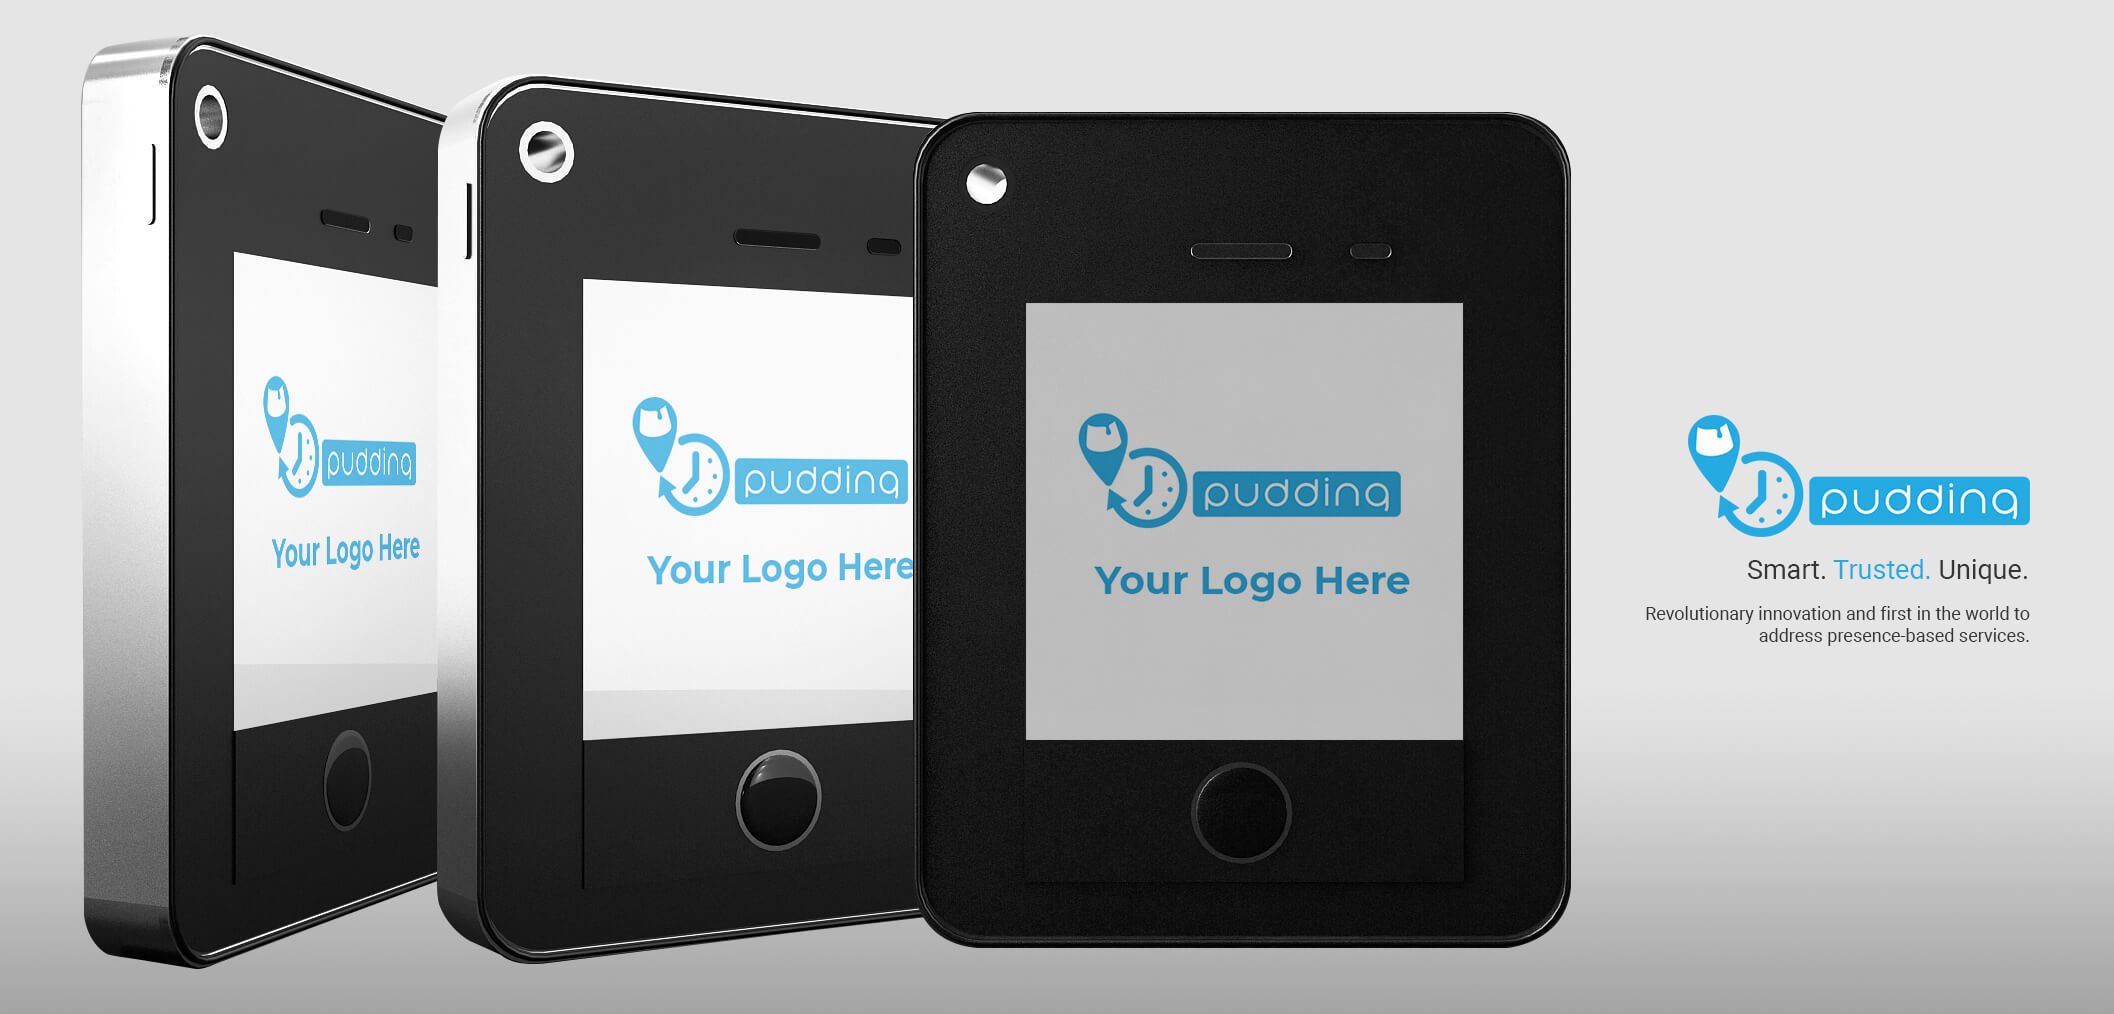 pudding
Your Logo Here
pudding
Your Logo Here
pudding
Your Logo Here
pudding
Smart. Trusted. Unique.
Revolutionary innovation and first in the world to
address presence-based services.